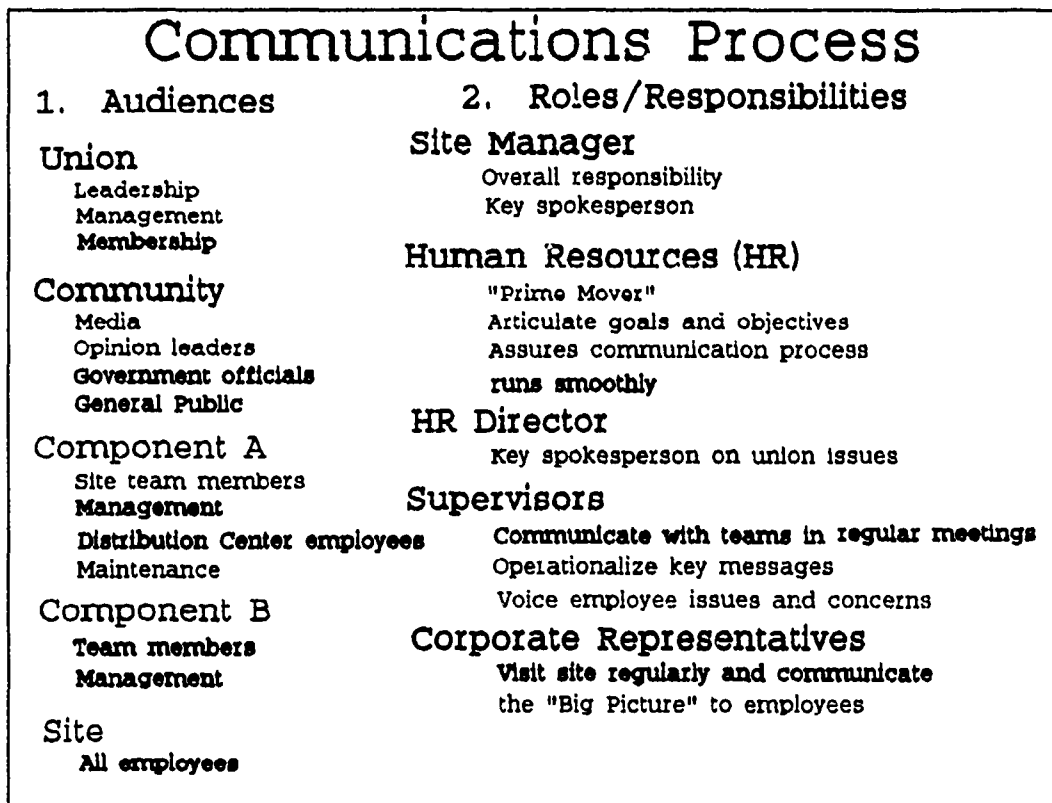 Communications Process
1. Audiences
Union
Leadership
Management
Membership
Community
Media
Opinion leaders
Government officials
General Public
Component A
Site team members
Management
Distribution Center employees
Maintenance
Component B
Team members
Management
Site
All employees
2. Roles/Responsibilities
Site Manager
Overall responsibility
Key spokesperson
Human Resources (HR)
"Prime Mover"
Articulate goals and objectives
Assures communication process
runs smoothly
HR Director
Key spokesperson on union issues
Supervisors
Communicate with teams in regular meetings
Operationalize key messages
Voice employee issues and concerns
Corporate Representatives
Visit site regularly and communicate
the "Big Picture" to employees